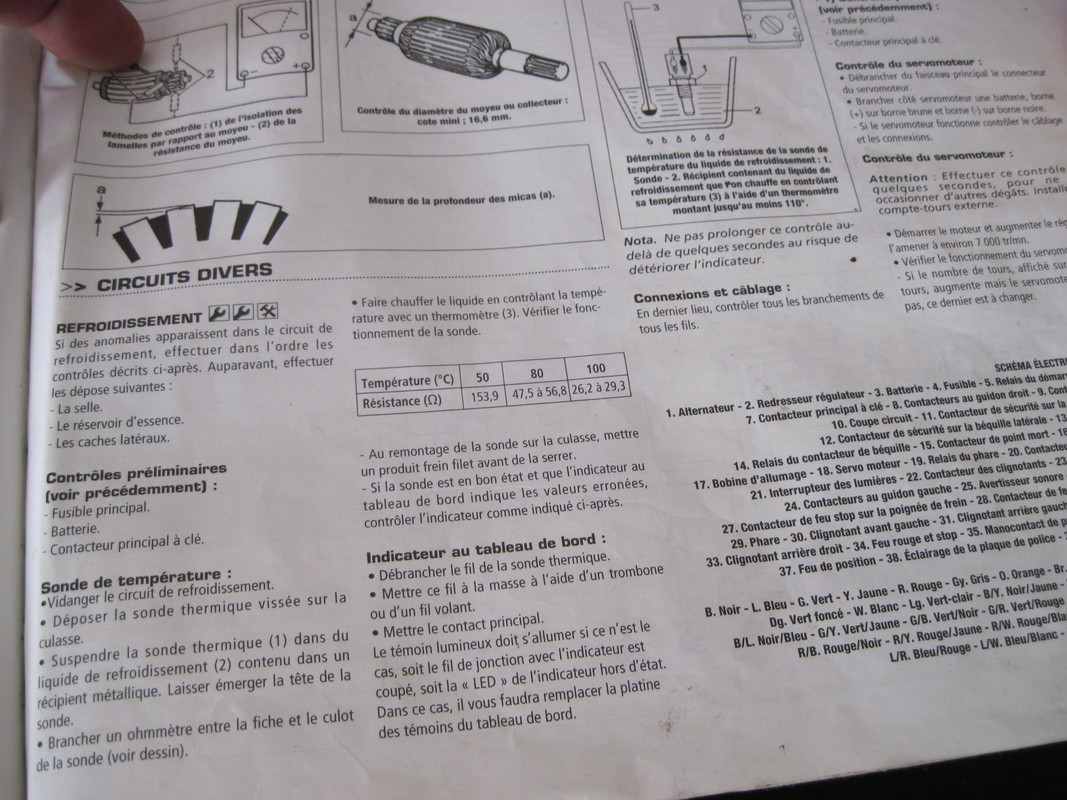 2
Méthodes de contrôle : (1) de l'isolation des
lamelles par rapport au moyeu - (2) de la
résistance du moyeu.
a
Contrôle du diamètre du moyeu ou collecteur :
cote mini ; 16,6 mm.
a
Mesure de la profondeur des micas (a).
3
1
2
Détermination de la résistance de la sonde de
température du liquide de refroidissement : 1.
Sonde - 2. Récipient contenant du liquide de
refroidissement que l'on chauffe en contrôlant
sa température (3) à l'aide d'un thermomètre
montant jusqu'au moins 110°.
>> CIRCUITS DIVERS
REFROIDISSEMENT
Si des anomalies apparaissent dans le circuit de
refroidissement, effectuer dans l'ordre les
contrôles décrits ci-après. Auparavant, effectuer
les dépose suivantes :
- La selle.
- Le réservoir d'essence.
- Les caches latéraux.
Contrôles préliminaires
(voir précédemment) :
- Fusible principal.
- Batterie.
- Contacteur principal à clé.
Sonde de température :
•Vidanger le circuit de refroidissement.
• Déposer la sonde thermique vissée sur la
culasse.
• Suspendre la sonde thermique (1) dans du
liquide de refroidissement (2) contenu dans un
récipient métallique. Laisser émerger la tête de la
sonde.
• Brancher un ohmmètre entre la fiche et le culot
de la sonde (voir dessin).
• Faire chauffer le liquide en contrôlant la tempé-
rature avec un thermomètre (3). Vérifier le fonc-
tionnement de la sonde.
Température (°C) 50 80 100
Résistance (Ω) 153,9 47,5 à 56,8 26,2 à 29,3
- Au remontage de la sonde sur la culasse, mettre
un produit frein filet avant de la serrer.
- Si la sonde est en bon état et que l'indicateur au
tableau de bord indique les valeurs erronées,
contrôler l'indicateur comme indiqué ci-après.
Indicateur au tableau de bord :
• Débrancher le fil de la sonde thermique.
• Mettre ce fil à la masse à l'aide d'un trombone
ou d'un fil volant.
• Mettre le contact principal.
Le témoin lumineux doit s'allumer si ce n'est le
cas, soit le fil de jonction avec l'indicateur est
coupé, soit la « LED » de l'indicateur hors d'état.
Dans ce cas, il vous faudra remplacer la platine
des témoins du tableau de bord.
Nota. Ne pas prolonger ce contrôle au-
delà de quelques secondes au risque de
détériorer l'indicateur.
Connexions et câblage :
En dernier lieu, contrôler tous les branchements de
tous les fils.
(voir précédemment) :
- Fusible principal.
- Batterie.
- Contacteur principal à clé.
Contrôle du servomoteur :
• Débrancher du faisceau principal le connecteur
du servomoteur.
• Brancher côté servomoteur une batterie, borne
(+) sur borne brune et borne (-) sur borne noire.
- Si le servomoteur fonctionne contrôler le câblage
et les connexions.
Contrôle du servomoteur :
Attention : Effectuer ce contrôle
quelques secondes, pour ne
occasionner d'autres dégâts.
compte-tours externe.
• Démarrer le moteur et augmenter le
l'amener à environ 7 000 tr/mn.
• Vérifier le fonctionnement du
- Si le nombre de tours, affiché
tours, augmente mais le
pas, ce dernier est à changer.
SCHÉMA
1. Alternateur - 2. Redresseur régulateur - 3. Batterie - 4. Fusible - 5. Relais du
7. Contacteur principal à clé - 8. Contacteurs au guidon droit - 9.
10. Coupe circuit - 11. Contacteur de sécurité sur la
12. Contacteur de sécurité sur la béquille latérale - 13
14. Relais du contacteur de béquille - 15. Contacteur de point mort -
17. Bobine d'allumage - 18. Servo moteur - 19. Relais du phare - 20.
21. Interrupteur des lumières - 22. Contacteur des clignotants - 23
24. Contacteurs au guidon gauche - 25. Avertisseur sonore
27. Contacteur de feu stop sur la poignée de frein - 28. Contacteur de
29. Phare - 30. Clignotant avant gauche - 31. Clignotant arrière
33. Clignotant arrière droit - 34. Feu rouge et stop - 35. Manocontact de
37. Feu de position - 38. Éclairage de la plaque de police -
B. Noir - L. Bleu - G. Vert - Y. Jaune - R. Rouge - Gy. Gris - O. Orange - Br.
Dg. Vert foncé - W. Blanc - Lg. Vert-clair - B/Y. Noir/Jaune -
B/L. Noir/Bleu - G/Y. Vert/Jaune - G/B. Vert/Noir - G/R. Vert/Rouge
R/B. Rouge/Noir - R/Y. Rouge/Jaune - R/W.
L/R. Bleu/Rouge - L/W. Bleu/Blanc -